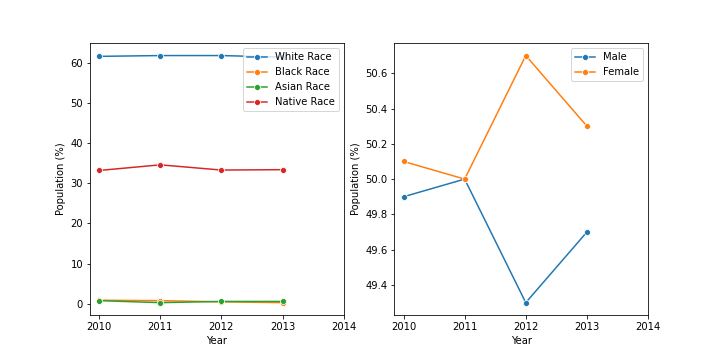 White Race
Black Race
Asian Race
Native Race
60
50
40
30
20
10
0
Population (%)
2010 2011 2012 2013 2014
Year
Male
Female
50.6
50.4
50.2
50.0
49.8
49.6
49.4
Population (%)
2010 2011 2012 2013 2014
Year